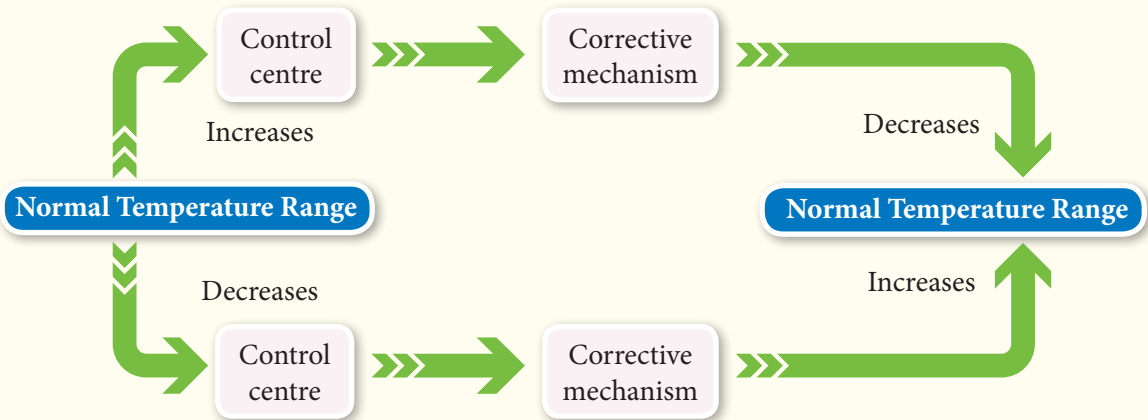 Control
centre
Corrective
mechanism
Increases
Decreases
Normal Temperature Range
Normal Temperature Range
Decreases
Increases
Control
centre
Corrective
mechanism